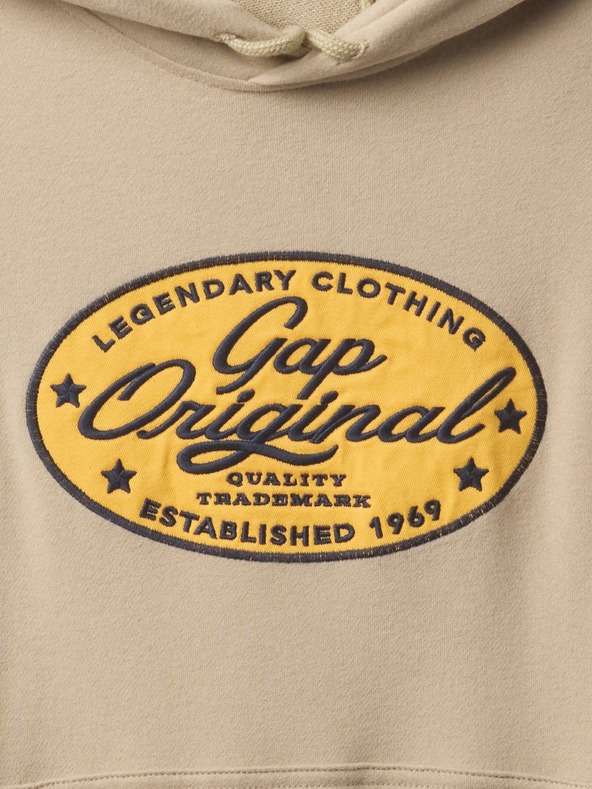 LEGENDARY CLOTHING
Gap
Original
QUALITY
TRADEMARK
ESTABLISHED 1969